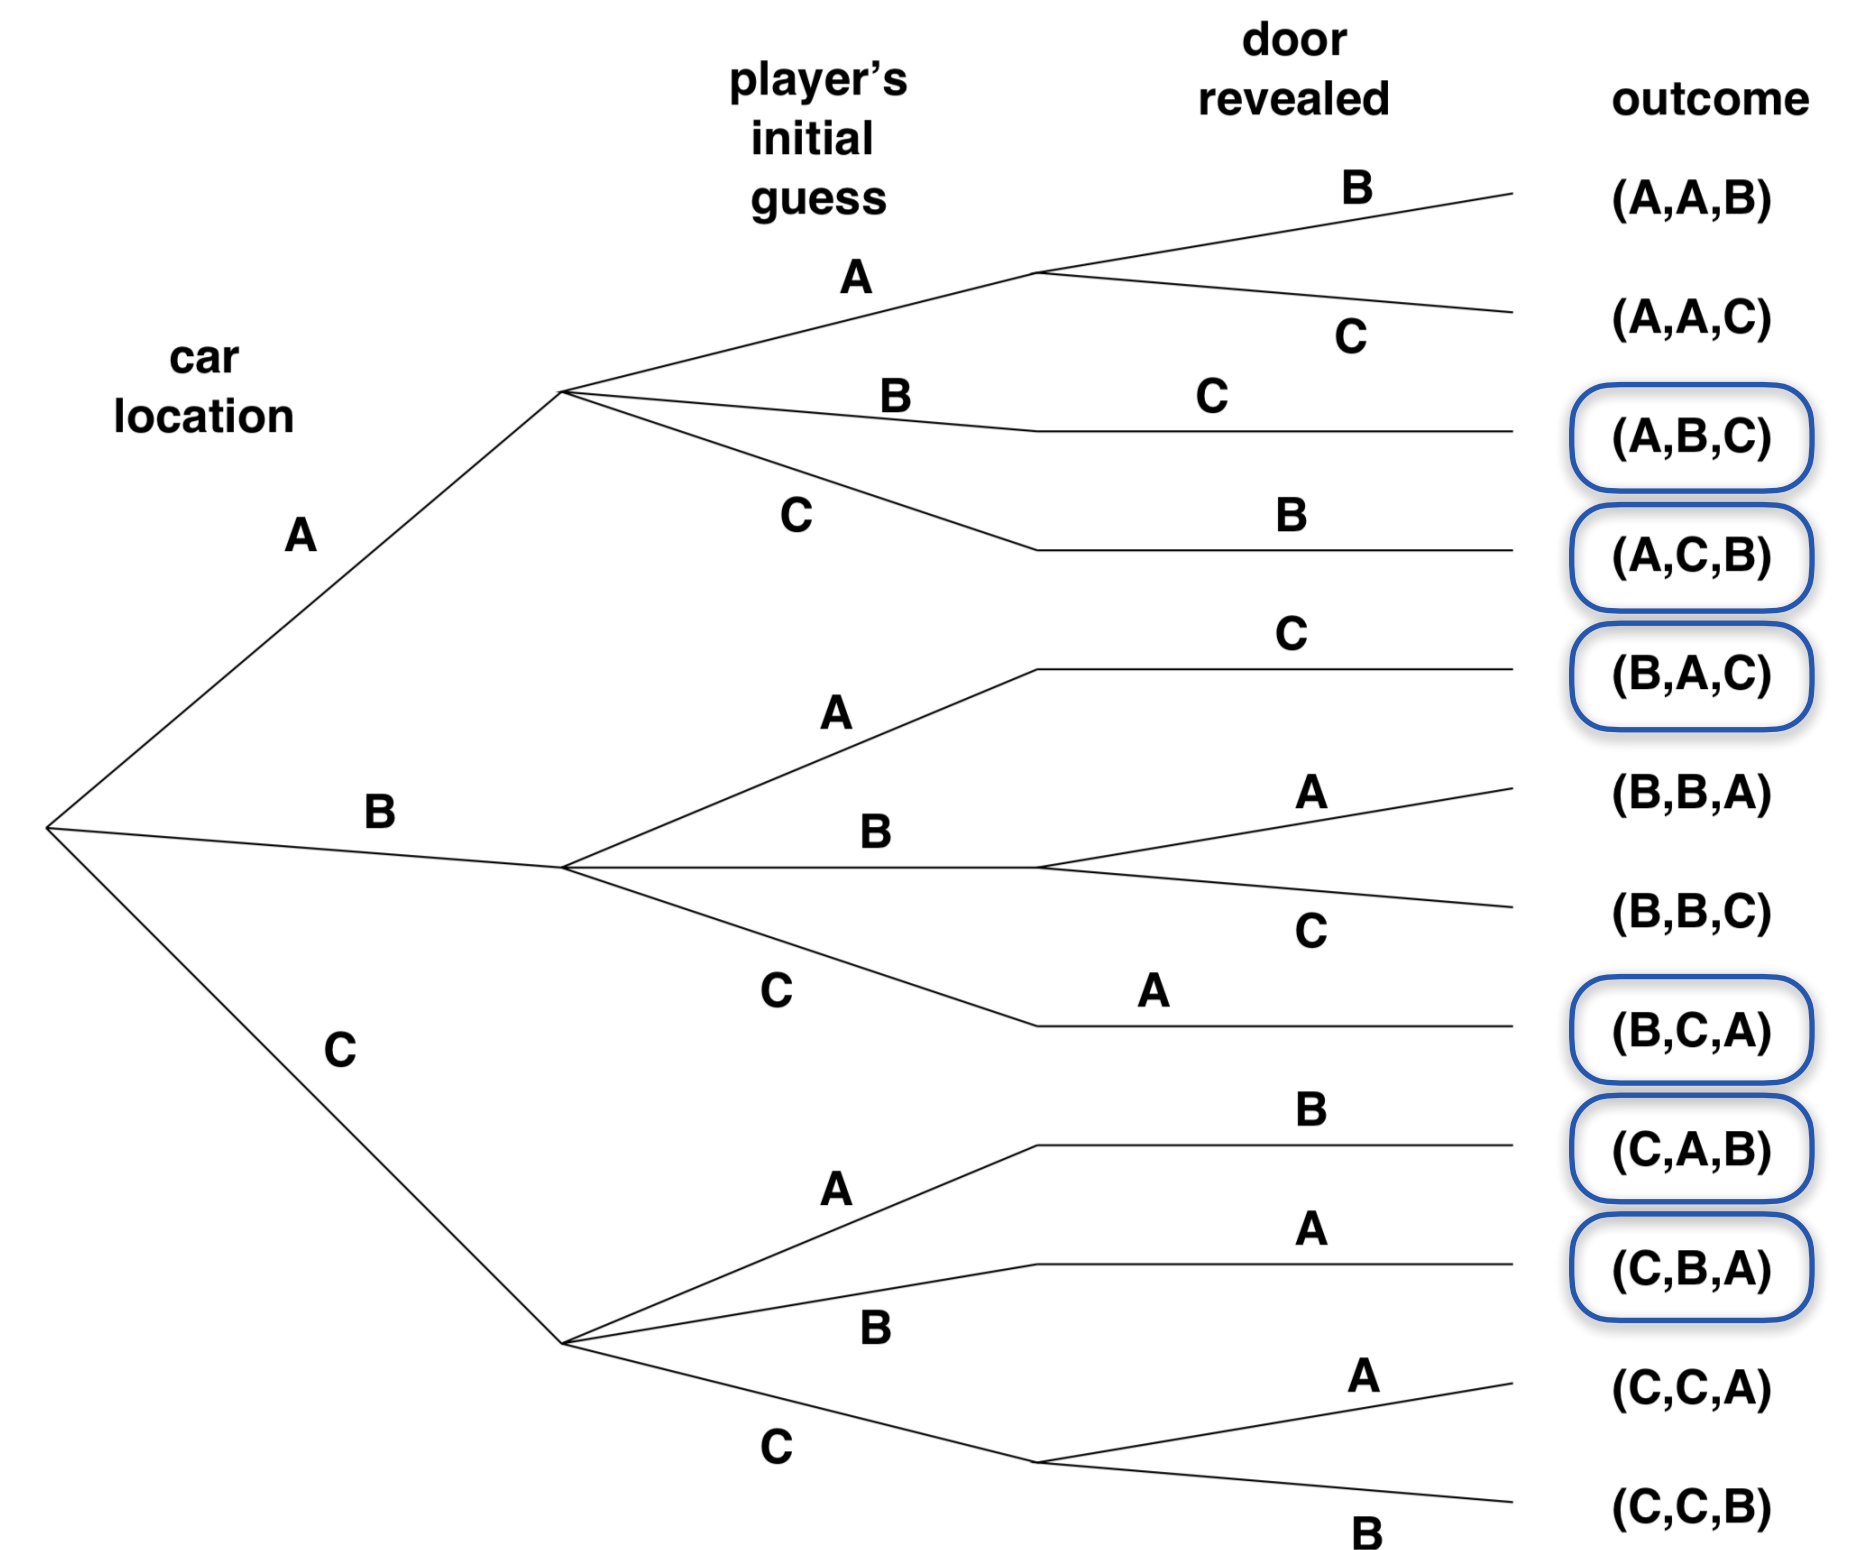 door
revealed
player's
initial
guess
outcome
car
location
B
(A,A,B)
A
C
(A,A,C)
B
C
(A,B,C)
A
C
B
(A,C,B)
C
(B,A,C)
A
B
B
A
(B,B,A)
C
(B,B,C)
C
A
(B,C,A)
C
B
(C,A,B)
A
A
(C,B,A)
B
A
(C,C,A)
C
B
(C,C,B)